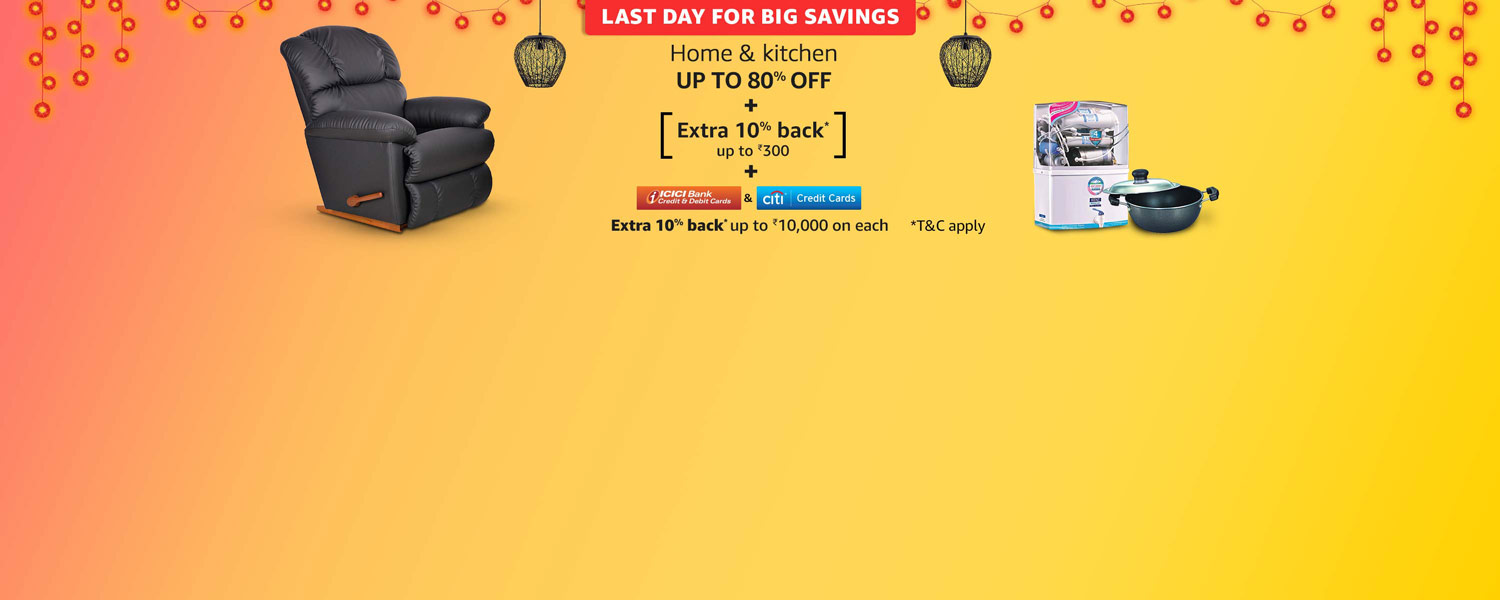 LAST DAY FOR BIG SAVINGS
Home & kitchen
UP TO 80% OFF
+
[Extra 10% back*
up to ₹300]
+
ICICI Bank
Credit & Debit Cards
& citi Credit Cards
Extra 10% back* up to ₹10,000 on each *T&C apply